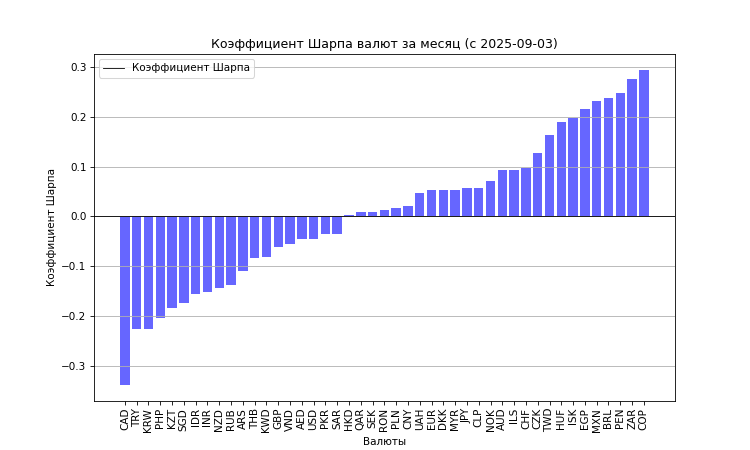 Коэффициент Шарпа валют за месяц (с 2025-09-03)
Коэффициент Шарпа
Коэффициент Шарпа
0.3
0.2
0.1
0.0
−0.1
−0.2
−0.3
CAD TRY KRW PHP KZT SGD IDR INR NZD RUB ARS THB KWD GBP VND AED USD PKR SAR HKD QAR SEK RON PLN CNY UAH EUR DKK MYR JPY CLP NOK AUD ILS CHF CZK TWD HUF ISK EGP MXN BRL PEN ZAR COP
Валюты